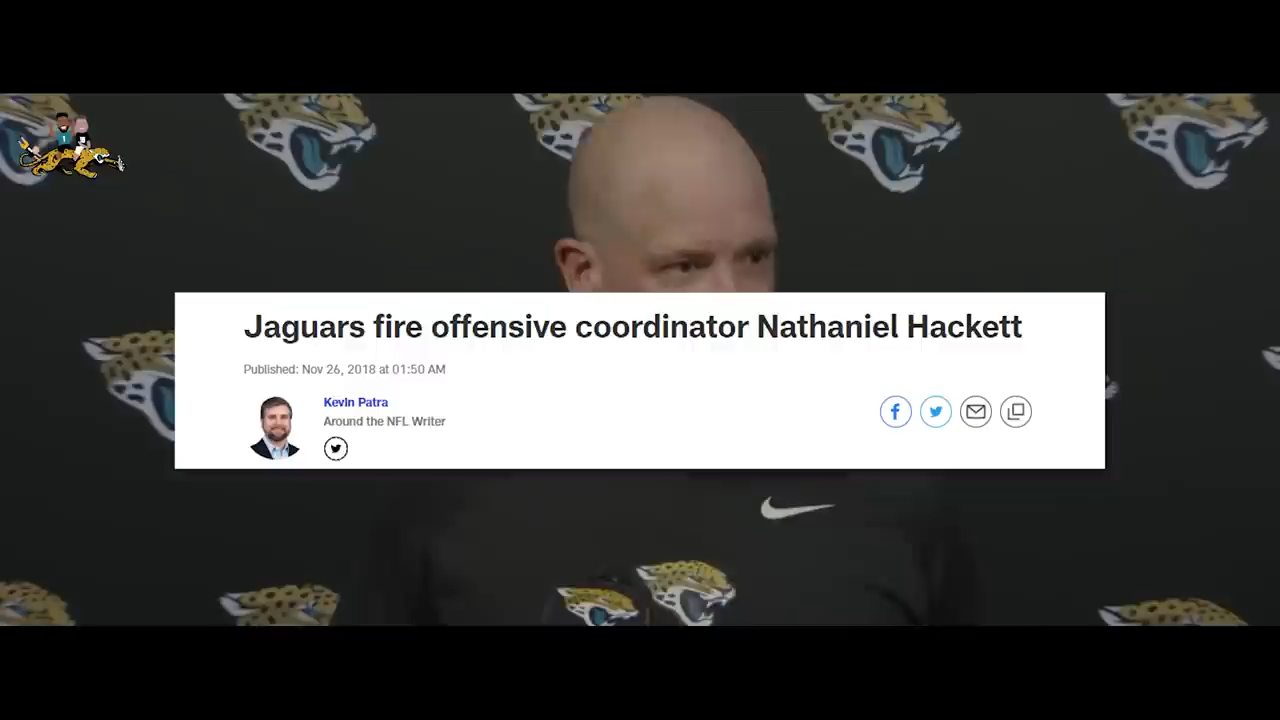 Jaguars fire offensive coordinator Nathaniel Hackett
Published: Nov 26, 2018 at 01:50 AM
Kevin Patra
Around the NFL Writer